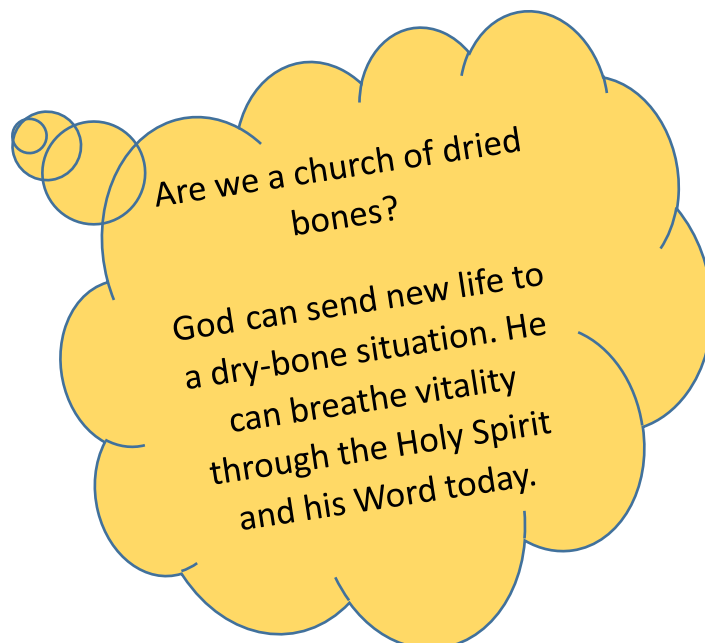 Are we a church of dried
bones?
God can send new life to
a dry-bone situation. He
can breathe vitality
through the Holy Spirit
and his Word today.